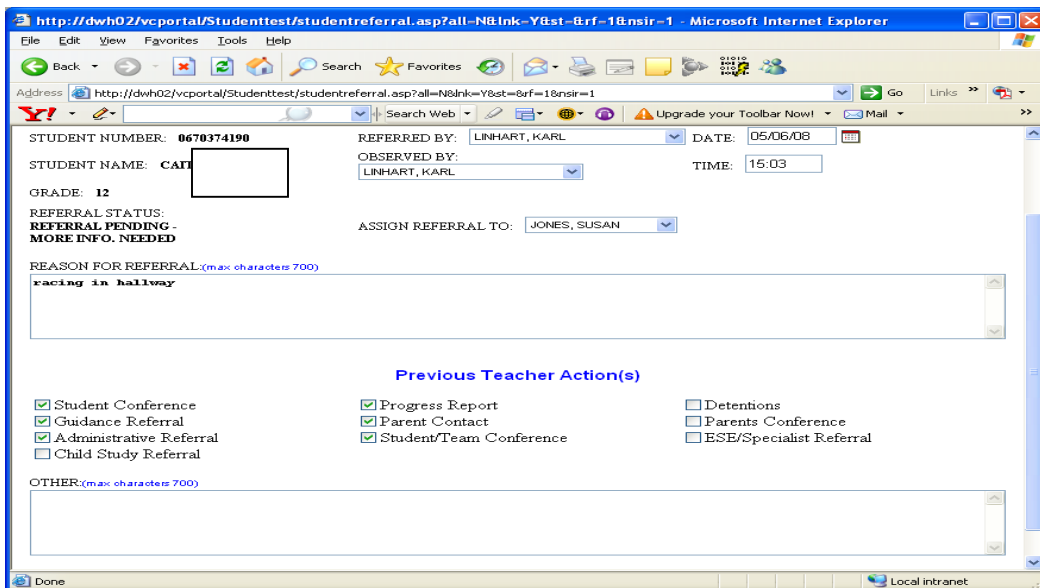 http://dwh02/vcportal/Studenttest/studentreferral.asp?all=N&lnk=Y&st=&rf=1&nsir=1 - Microsoft Internet Explorer
File Edit View Favorites Tools Help
Back Search Favorites
Address http://dwh02/vcportal/Studenttest/studentreferral.asp?all=N&lnk=Y&st=&rf=1&nsir=1 Go Links
Y! Search Web Upgrade your Toolbar Now! Mail
STUDENT NUMBER: 0670374190 REFERRED BY: LINHART, KARL DATE: 05/06/08
STUDENT NAME: OBSERVED BY: LINHART, KARL TIME: 15:03
GRADE: 12
REFERRAL STATUS:
REFERRAL PENDING - ASSIGN REFERRAL TO: JONES, SUSAN
MORE INFO. NEEDED
REASON FOR REFERRAL:(max characters 700)
racing in hallway
Previous Teacher Action(s)
Student Conference Progress Report Detentions
Guidance Referral Parent Contact Parents Conference
Administrative Referral Student/Team Conference ESE/Specialist Referral
Child Study Referral
OTHER:(max characters 700)
Done Local intranet